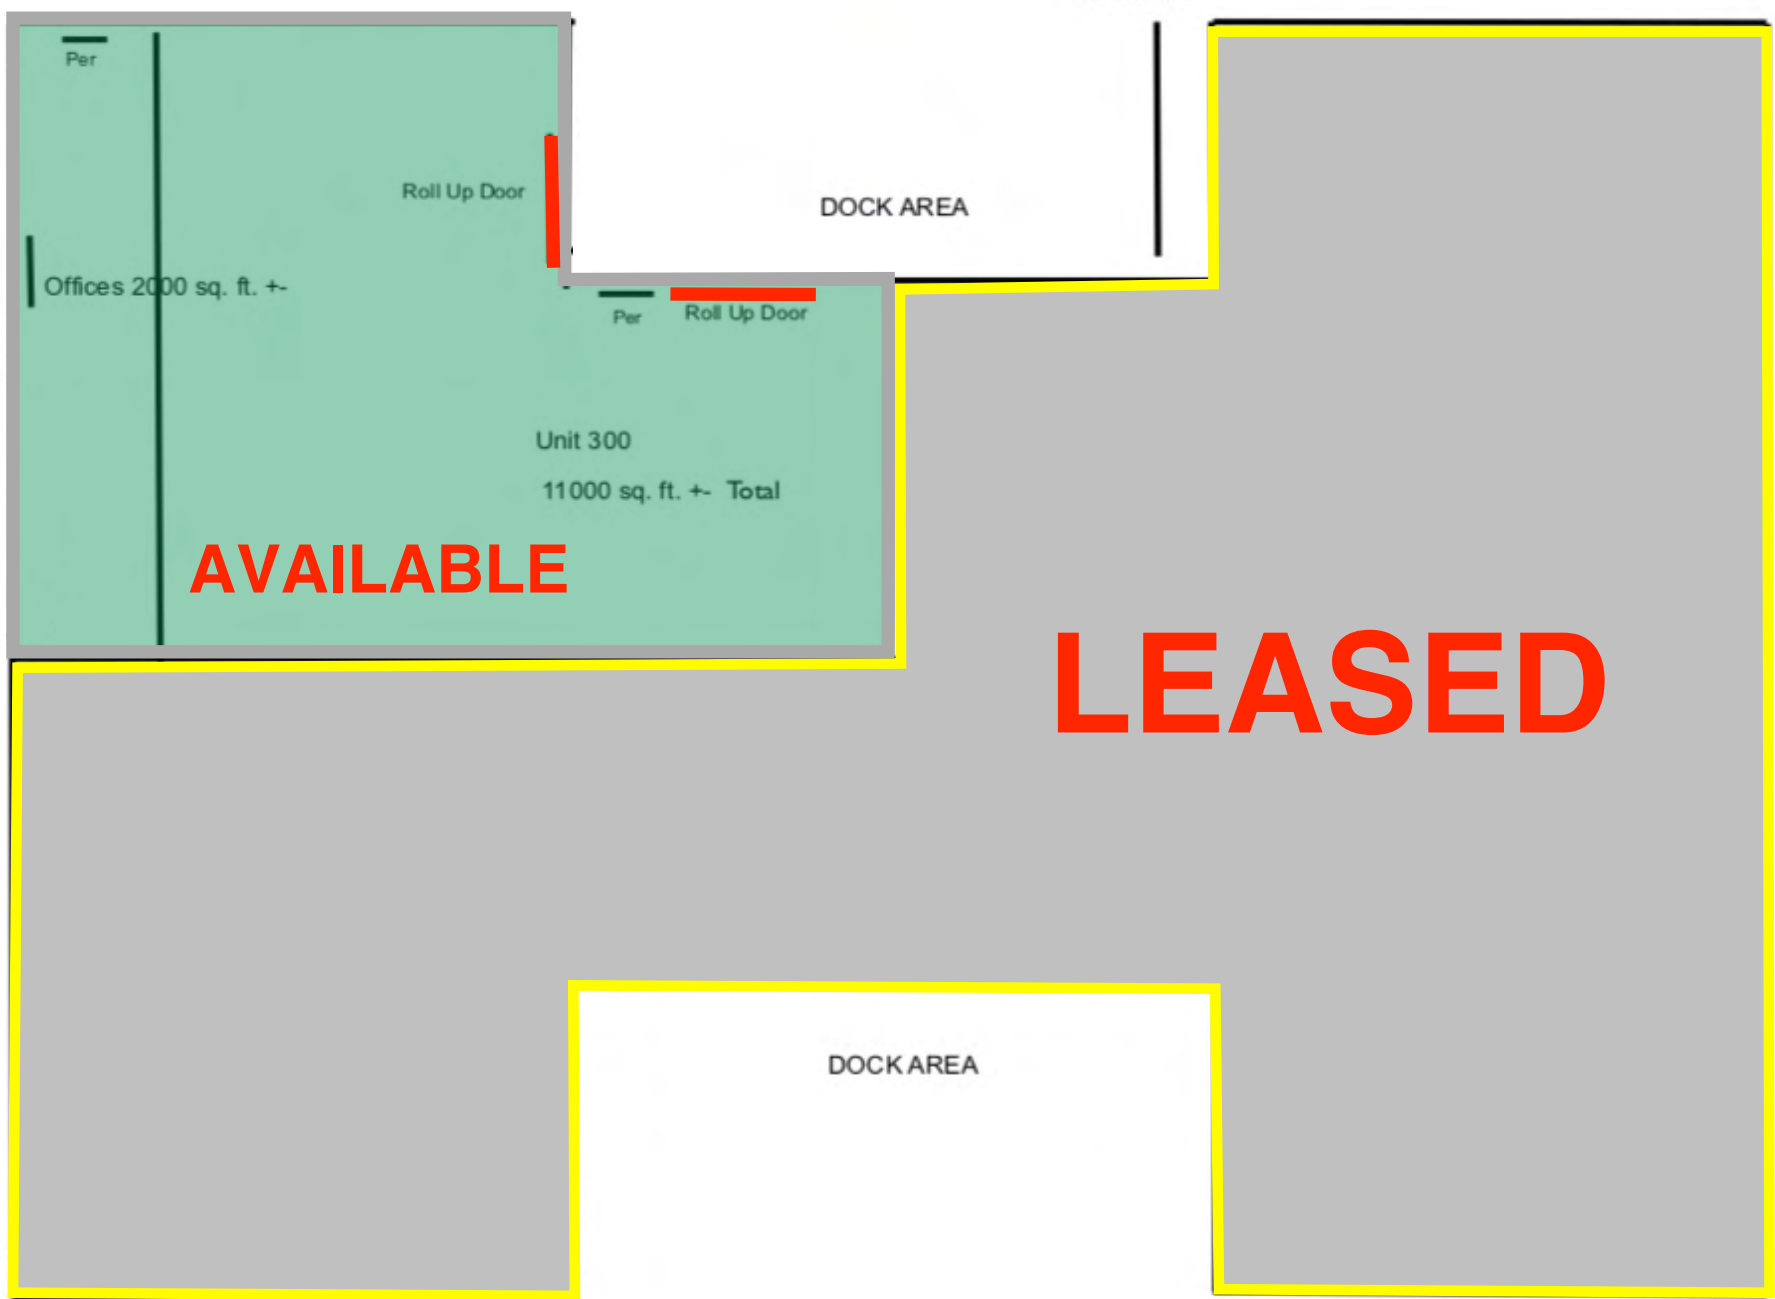 Per
Roll Up Door
DOCK AREA
Offices 2000 sq. ft. +-
Per
Roll Up Door
Unit 300
11000 sq. ft. +- Total
AVAILABLE
LEASED
DOCK AREA